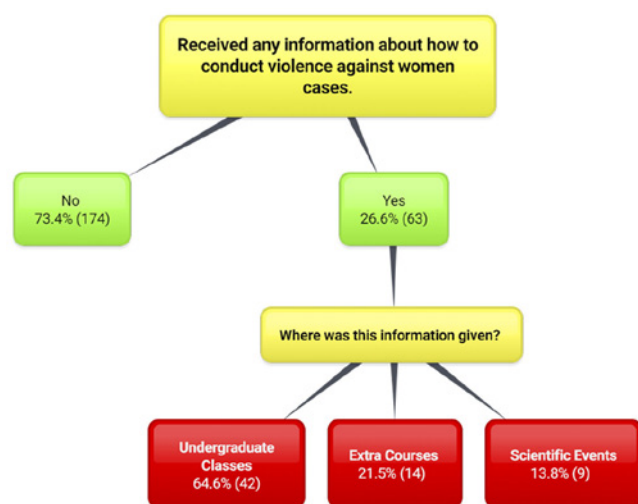 Received any information about how to
conduct violence against women
cases.
No
73.4% (174)
Yes
26.6% (63)
Where was this information given?
Undergraduate
Classes
64.6% (42)
Extra Courses
21.5% (14)
Scientific Events
13.8% (9)